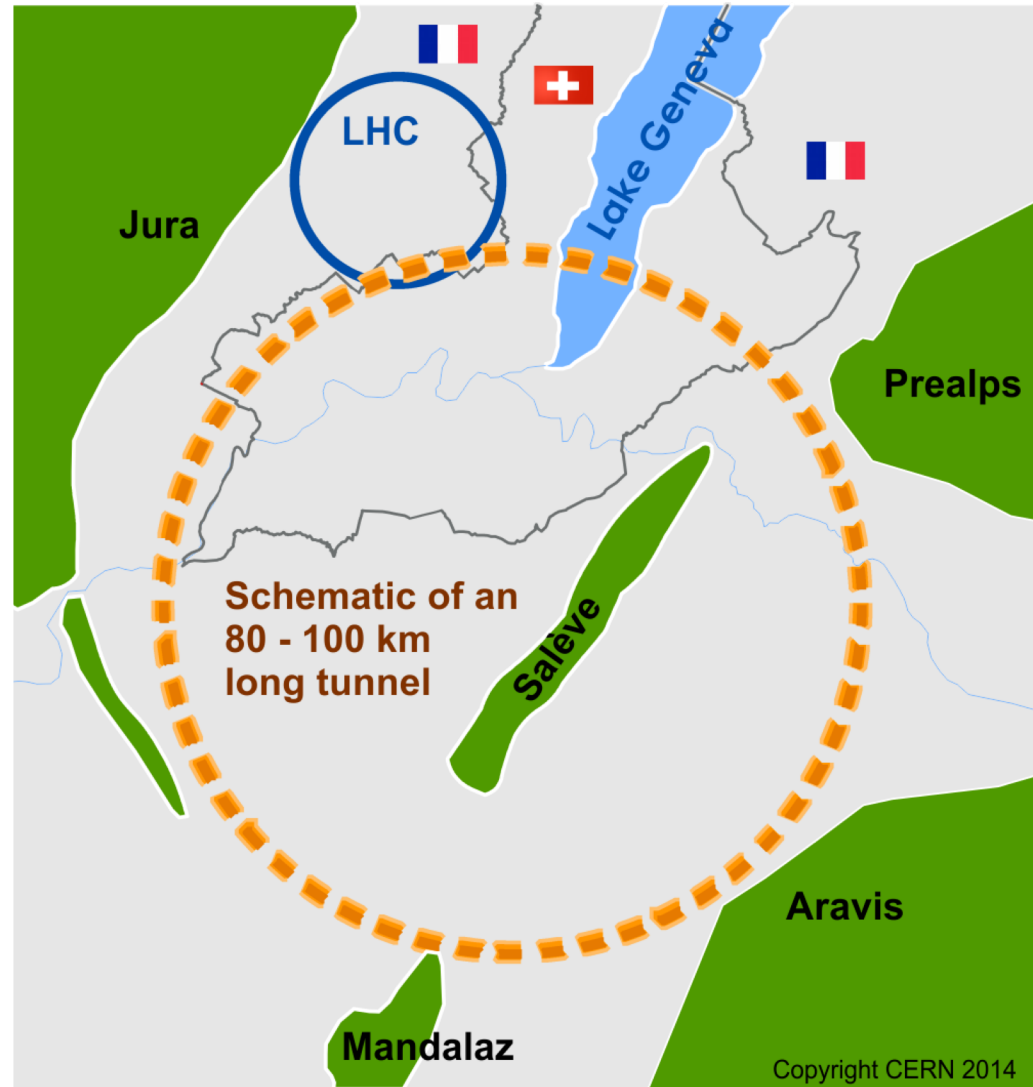 LHC
Lake Geneva
Jura
Prealps
Schematic of an
80 - 100 km
long tunnel
Salève
Aravis
Mandalaz
Copyright CERN 2014